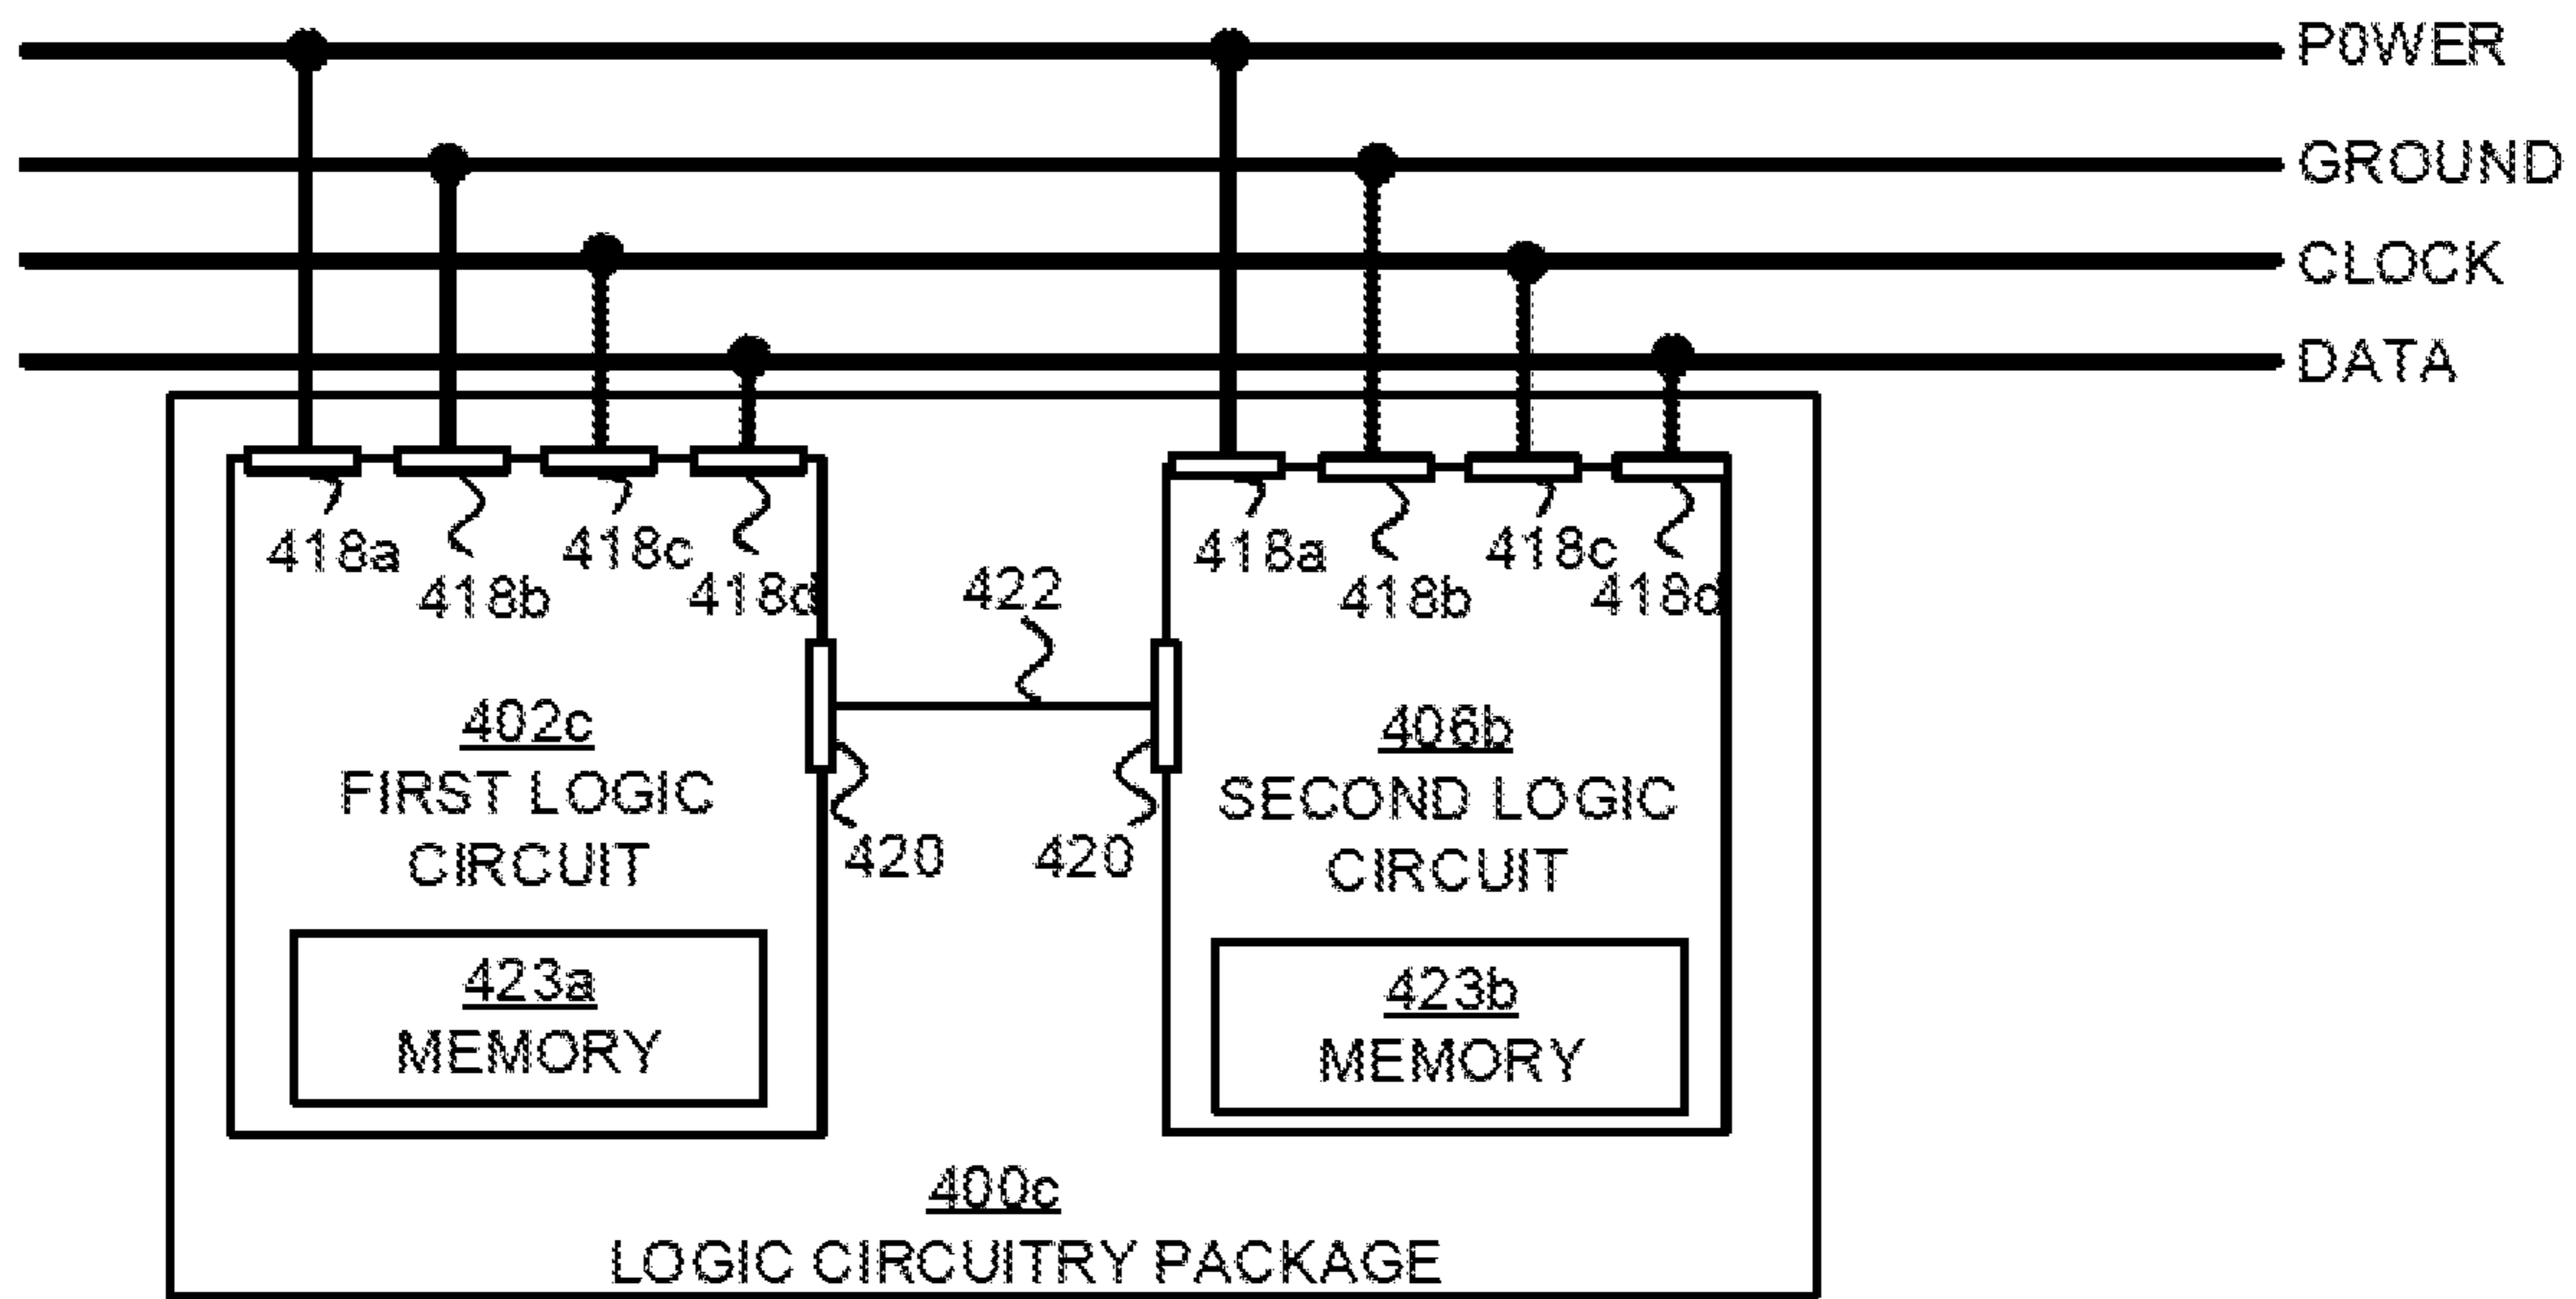 P0WER
GROUND
CLOCK
DATA
418a
418b
418c
418d
418a
418b
418c
418d
422
402c
FIRST LOGIC
CIRCUIT
420
420
406b
SECOND LOGIC
CIRCUIT
423a
MEMORY
423b
MEMORY
400c
LOGIC CIRCUITRY PACKAGE